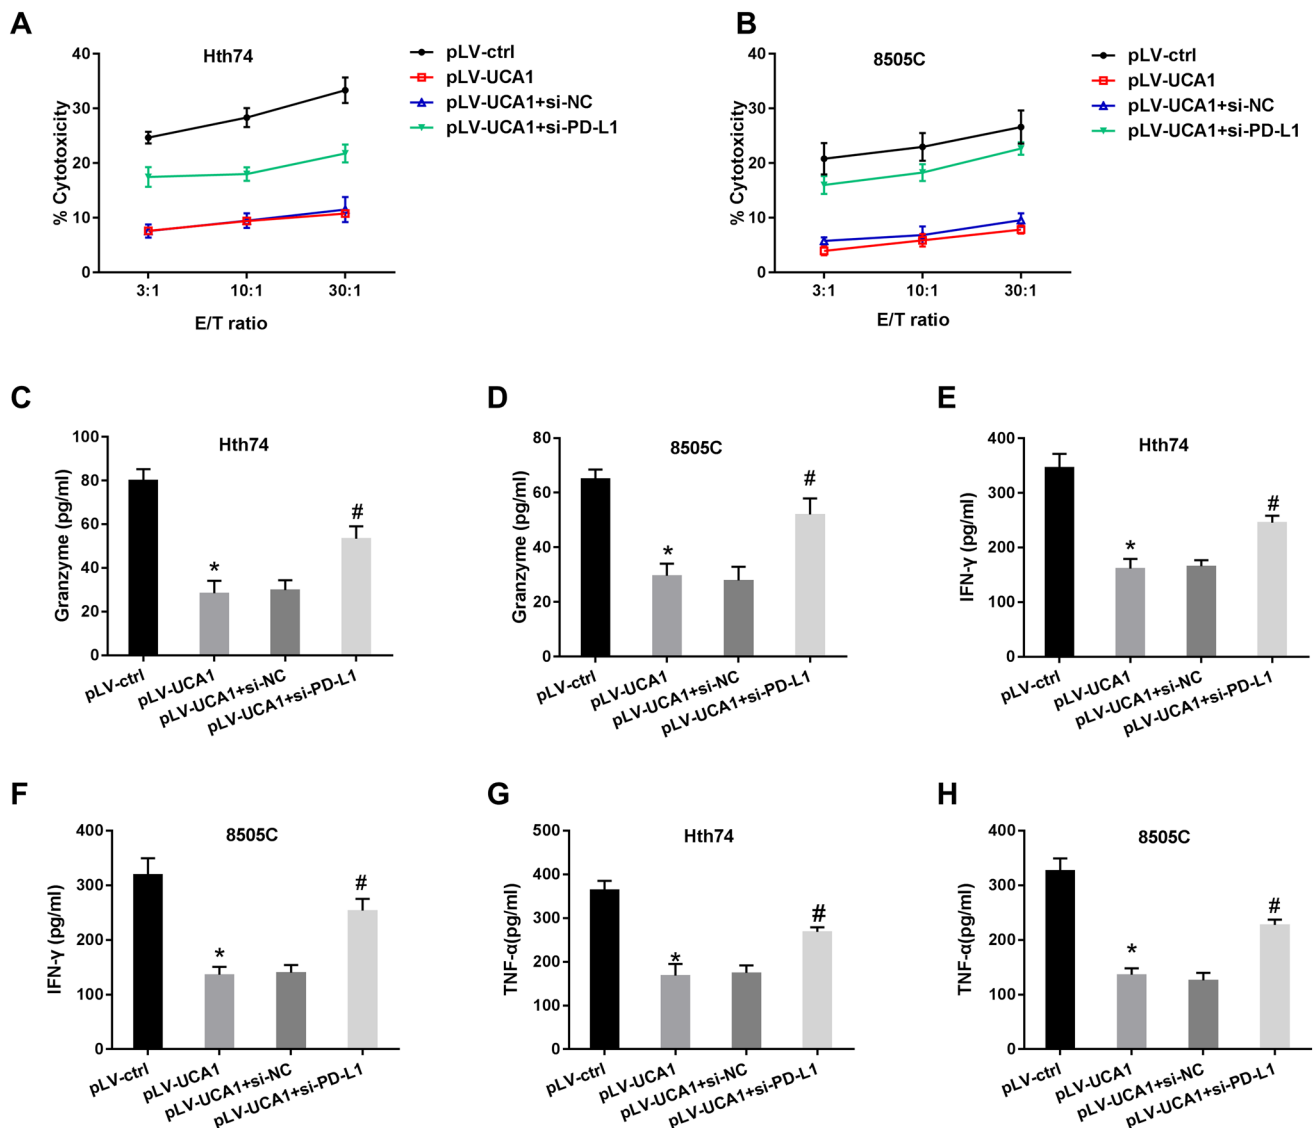 A
Hth74
% Cytotoxicity
40
30
20
10
0
3:1
10:1
30:1
E/T ratio
pLV-ctrl
pLV-UCA1
pLV-UCA1+si-NC
pLV-UCA1+si-PD-L1
B
8505C
% Cytotoxicity
40
30
20
10
0
3:1
10:1
30:1
E/T ratio
pLV-ctrl
pLV-UCA1
pLV-UCA1+si-NC
pLV-UCA1+si-PD-L1
C
Hth74
Granzyme (pg/ml)
100
80
60
40
20
0
*
#
pLV-ctrl
pLV-UCA1
pLV-UCA1+si-NC
pLV-UCA1+si-PD-L1
D
8505C
Granzyme (pg/ml)
80
60
40
20
0
*
#
pLV-ctrl
pLV-UCA1
pLV-UCA1+si-NC
pLV-UCA1+si-PD-L1
E
Hth74
IFN-γ (pg/ml)
400
300
200
100
0
*
#
pLV-ctrl
pLV-UCA1
pLV-UCA1+si-NC
pLV-UCA1+si-PD-L1
F
8505C
IFN-γ (pg/ml)
400
300
200
100
0
*
#
pLV-ctrl
pLV-UCA1
pLV-UCA1+si-NC
pLV-UCA1+si-PD-L1
G
Hth74
TNF-α(pg/ml)
500
400
300
200
100
0
*
#
pLV-ctrl
pLV-UCA1
pLV-UCA1+si-NC
pLV-UCA1+si-PD-L1
H
8505C
TNF-α(pg/ml)
400
300
200
100
0
*
#
pLV-ctrl
pLV-UCA1
pLV-UCA1+si-NC
pLV-UCA1+si-PD-L1